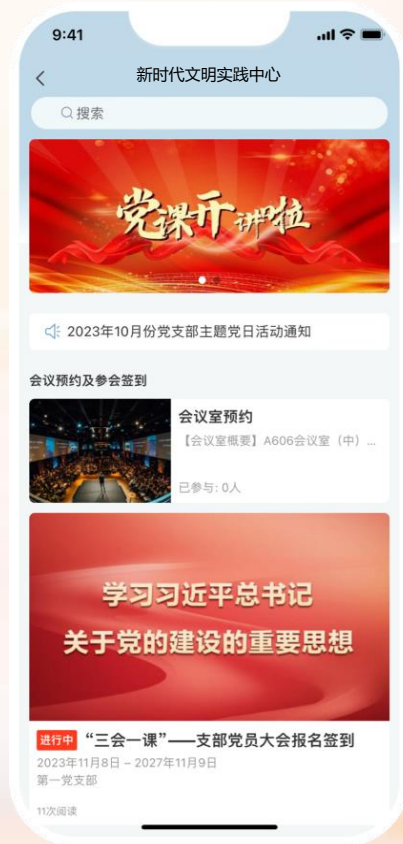 9:41
新时代文明实践中心
搜索
党课开讲啦
2023年10月份党支部主题党日活动通知
会议预约及参会签到
会议室预约
【会议室概要】A606会议室（中）...
已参与: 0人
学习习近平总书记
关于党的建设的重要思想
进行中 “三会一课”——支部党员大会报名签到
2023年11月8日 – 2027年11月9日
第一党支部
11次阅读